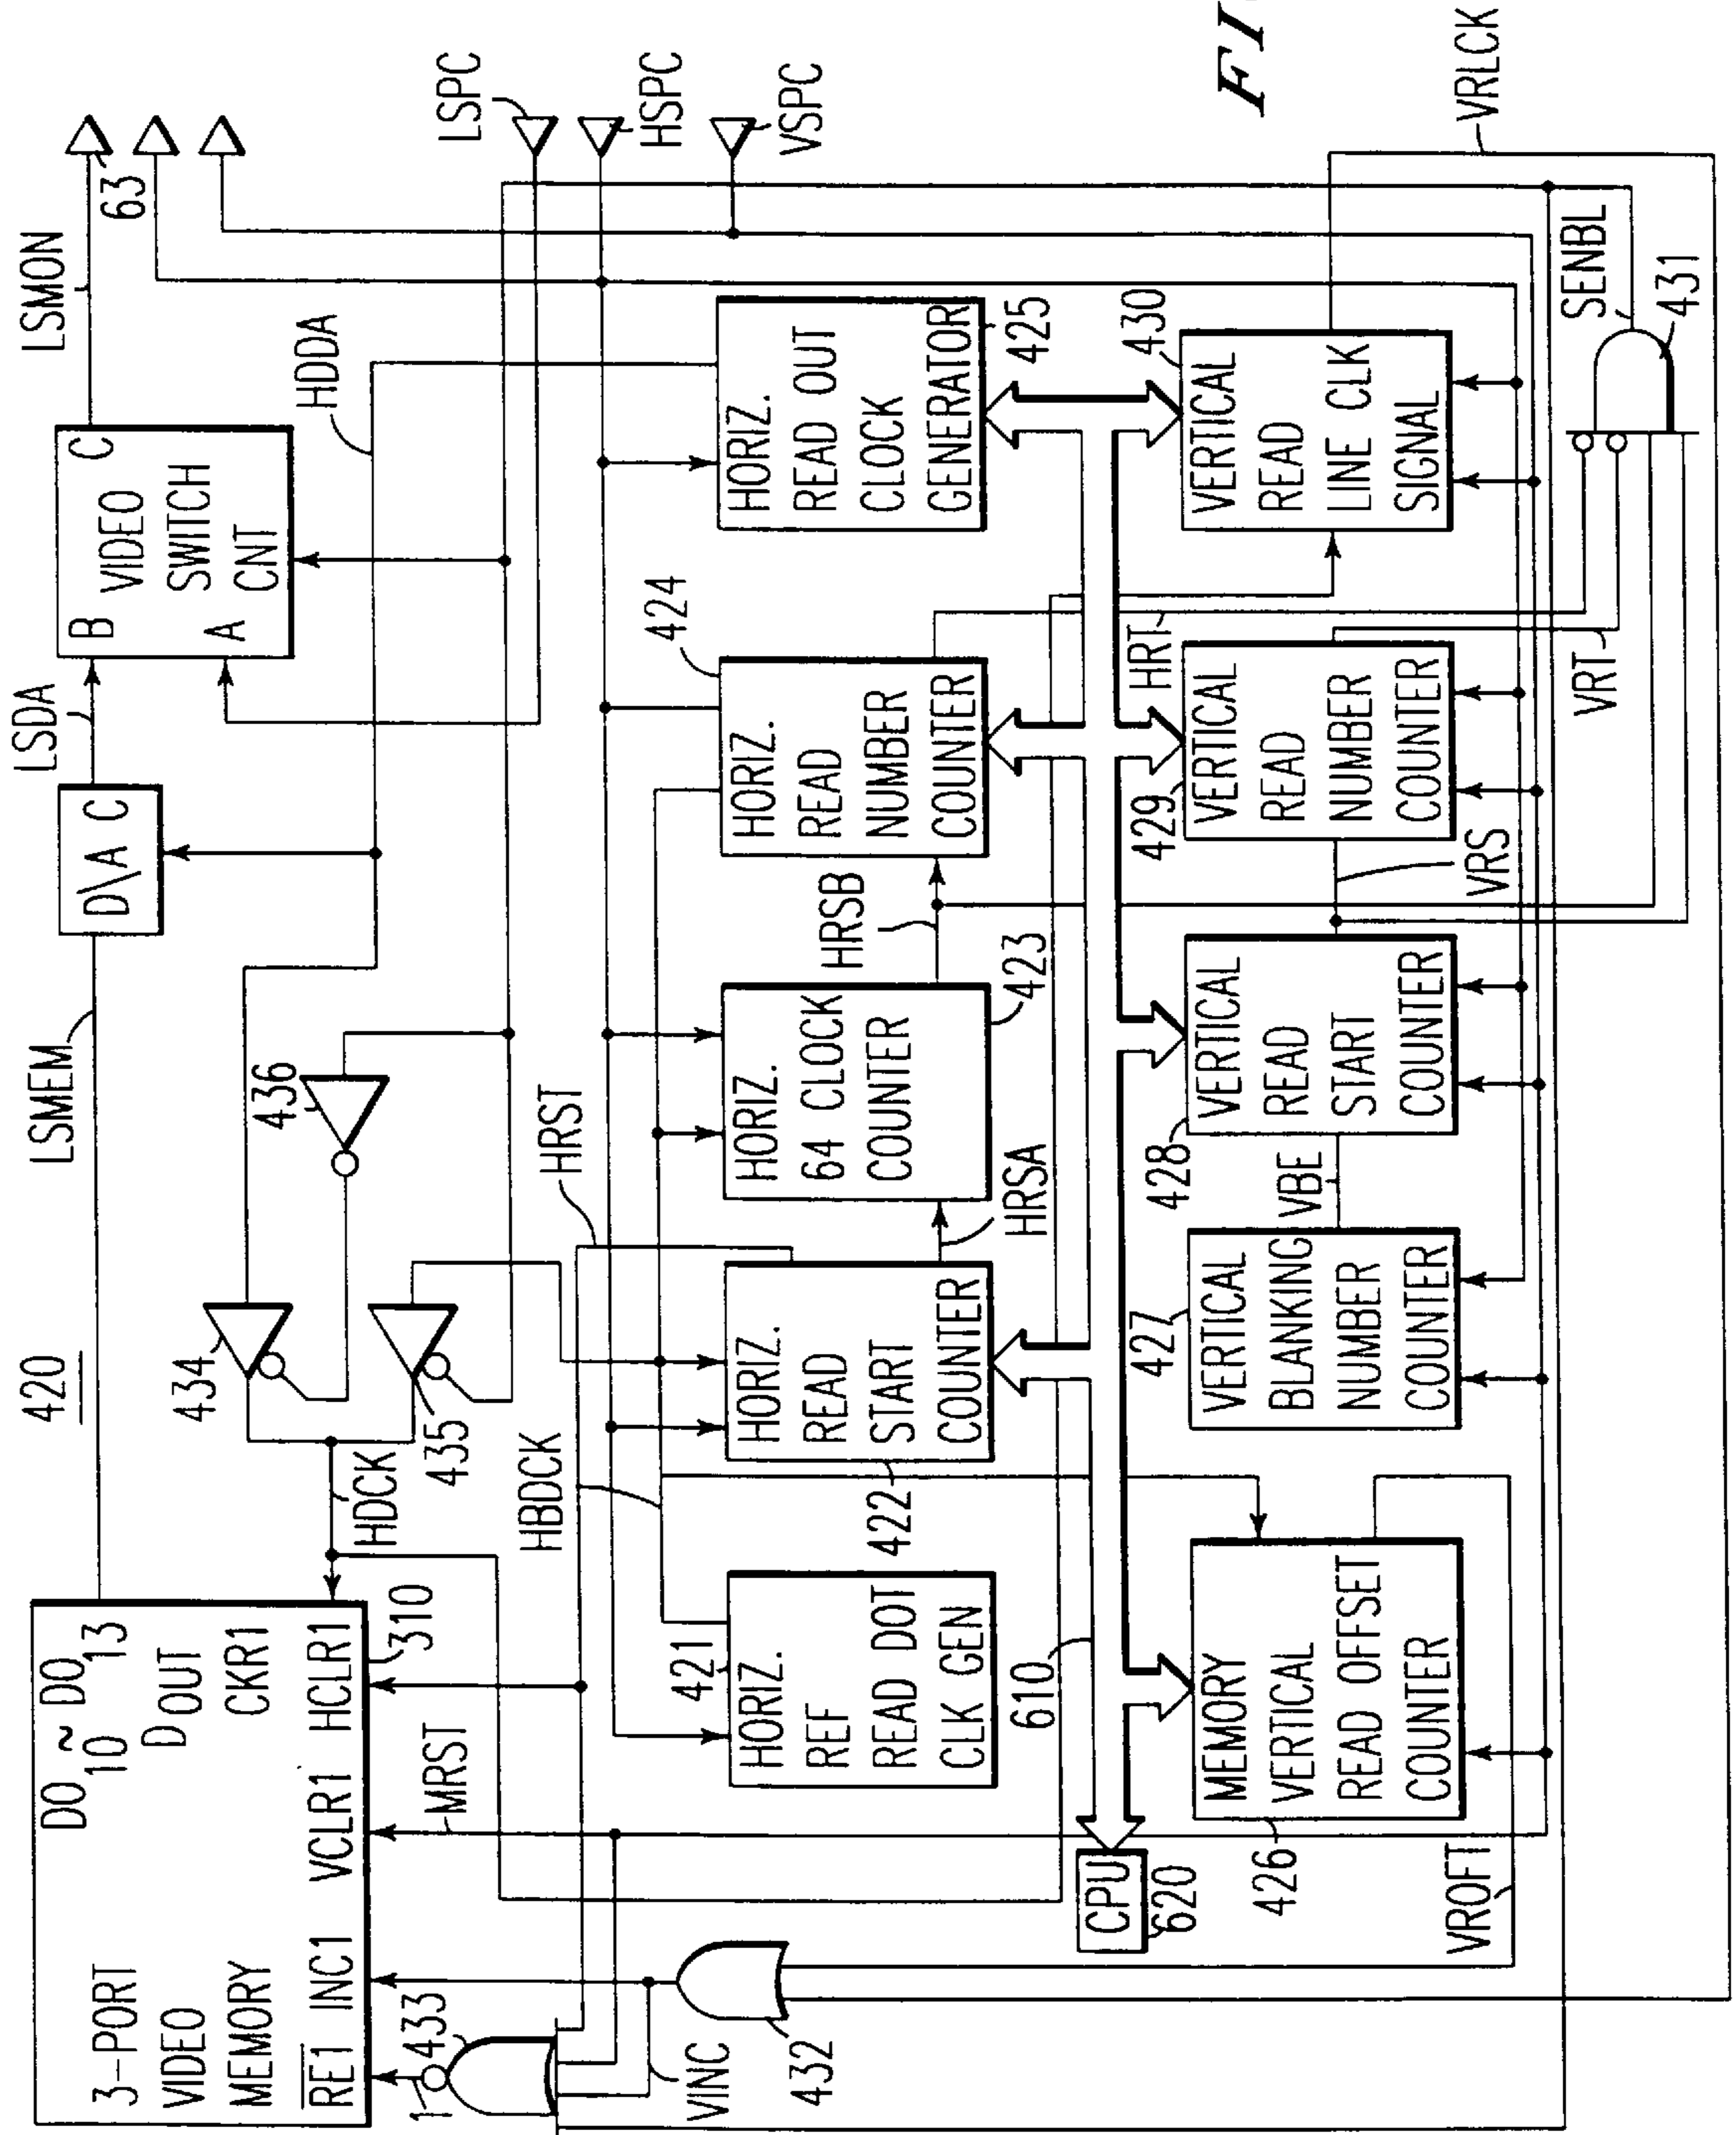 420
3-PORT
VIDEO
MEMORY
DO 10 ~ DO 13
D OUT
CKR1
RE1 INC1 VCLR1 HCLR1
310
LSMEM
D\A C
LSDA
B C
VIDEO
SWITCH
A CNT
LSMON
63
HDDA
LSPC
HSPC
VSPC
434
435
436
HDCK
HBDCK
HRST
MRST
1
433
VINC
432
421
HORIZ.
REF
READ DOT
CLK GEN
422
HORIZ.
READ
START
COUNTER
HRSA
HORIZ.
64 CLOCK
COUNTER
423
HRSB
424
HORIZ.
READ
NUMBER
COUNTER
HORIZ.
READ OUT
CLOCK
GENERATOR
425
610
CPU
620
MEMORY
VERTICAL
READ OFFSET
COUNTER
426
VROFT
427
VERTICAL
BLANKING
NUMBER
COUNTER
VBE
428
VERTICAL
READ
START
COUNTER
VRS
429
VERTICAL
READ
NUMBER
COUNTER
HRT
VRT
430
VERTICAL
READ
LINE CLK
SIGNAL
SENBL
431
VRLCK
FI